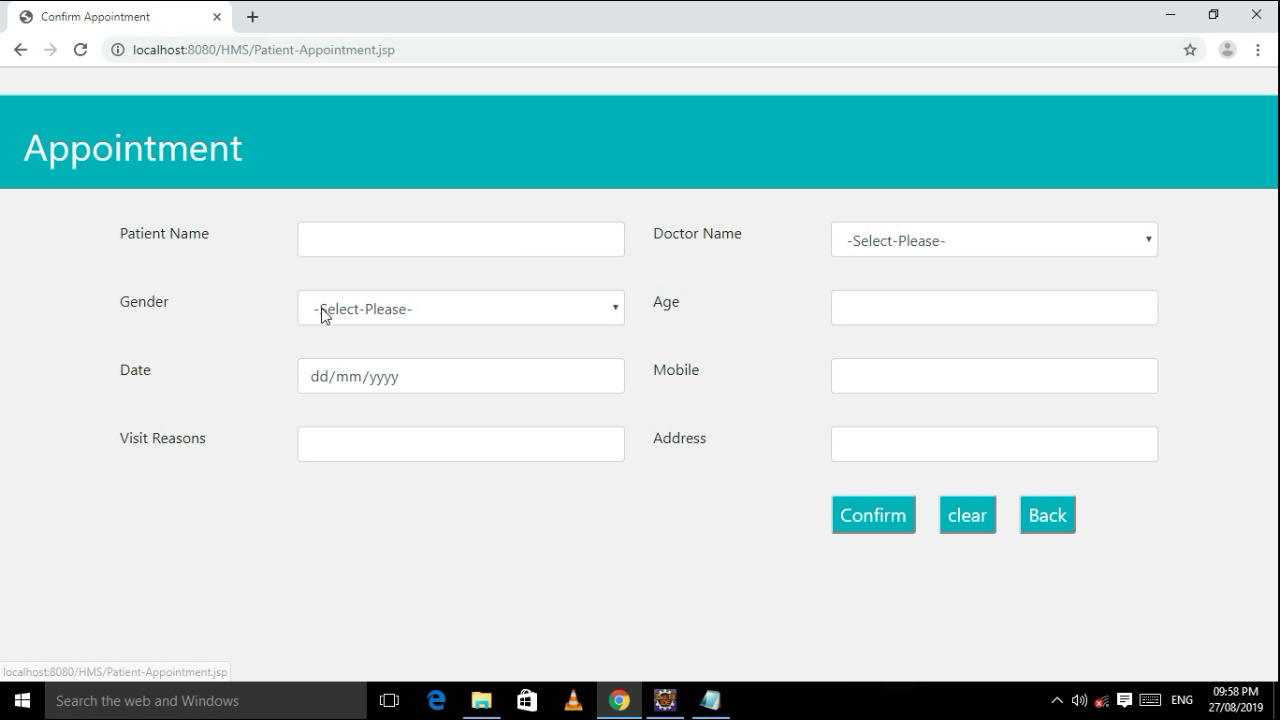 Confirm Appointment
localhost:8080/HMS/Patient-Appointment.jsp
Appointment
Patient Name
Doctor Name
-Select-Please-
Gender
-Select-Please-
Age
Date
dd/mm/yyyy
Mobile
Visit Reasons
Address
Confirm
clear
Back
localhost:8080/HMS/Patient-Appointment.jsp
Search the web and Windows
ENG
09:58 PM
27/08/2019